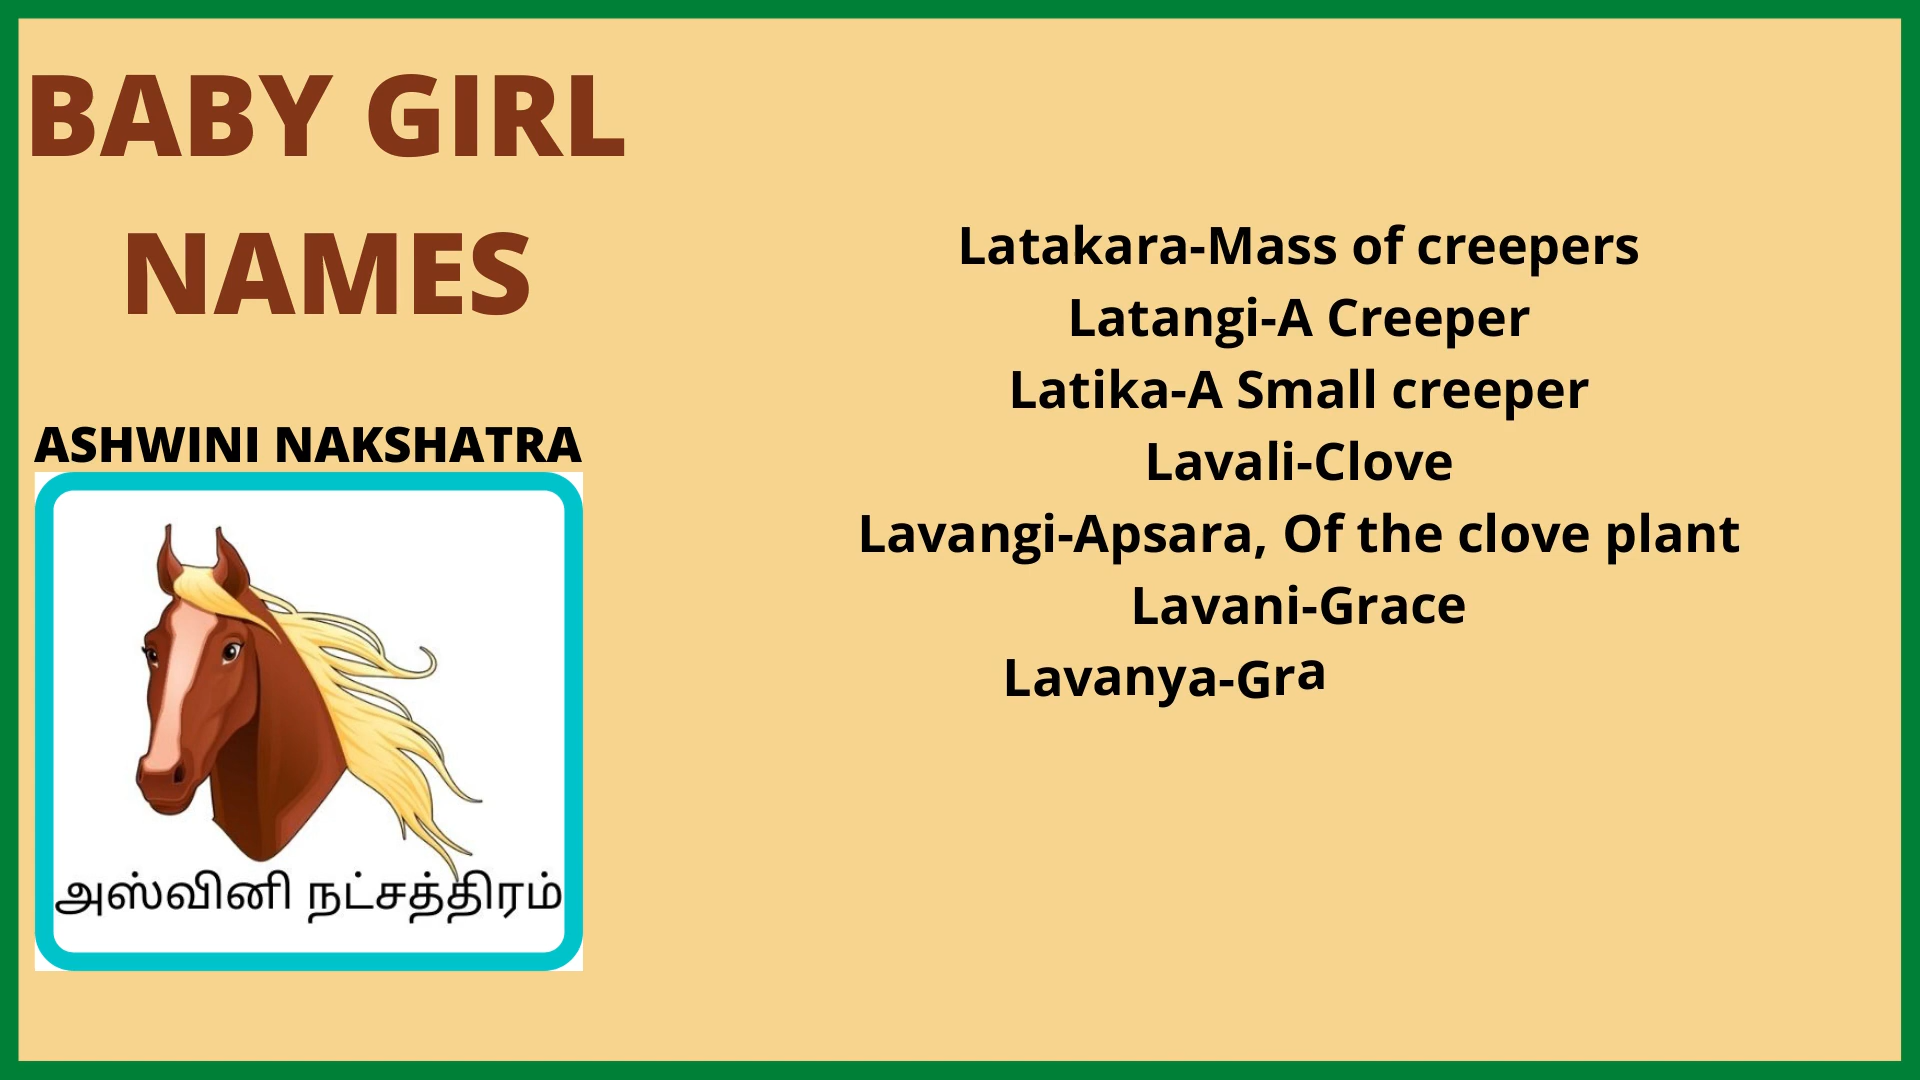 BABY GIRL
NAMES
ASHWINI NAKSHATRA
அஸ்வினி நட்சத்திரம்
Latakara-Mass of creepers
Latangi-A Creeper
Latika-A Small creeper
Lavali-Clove
Lavangi-Apsara, Of the clove plant
Lavani-Grace
Lavanya-Gra